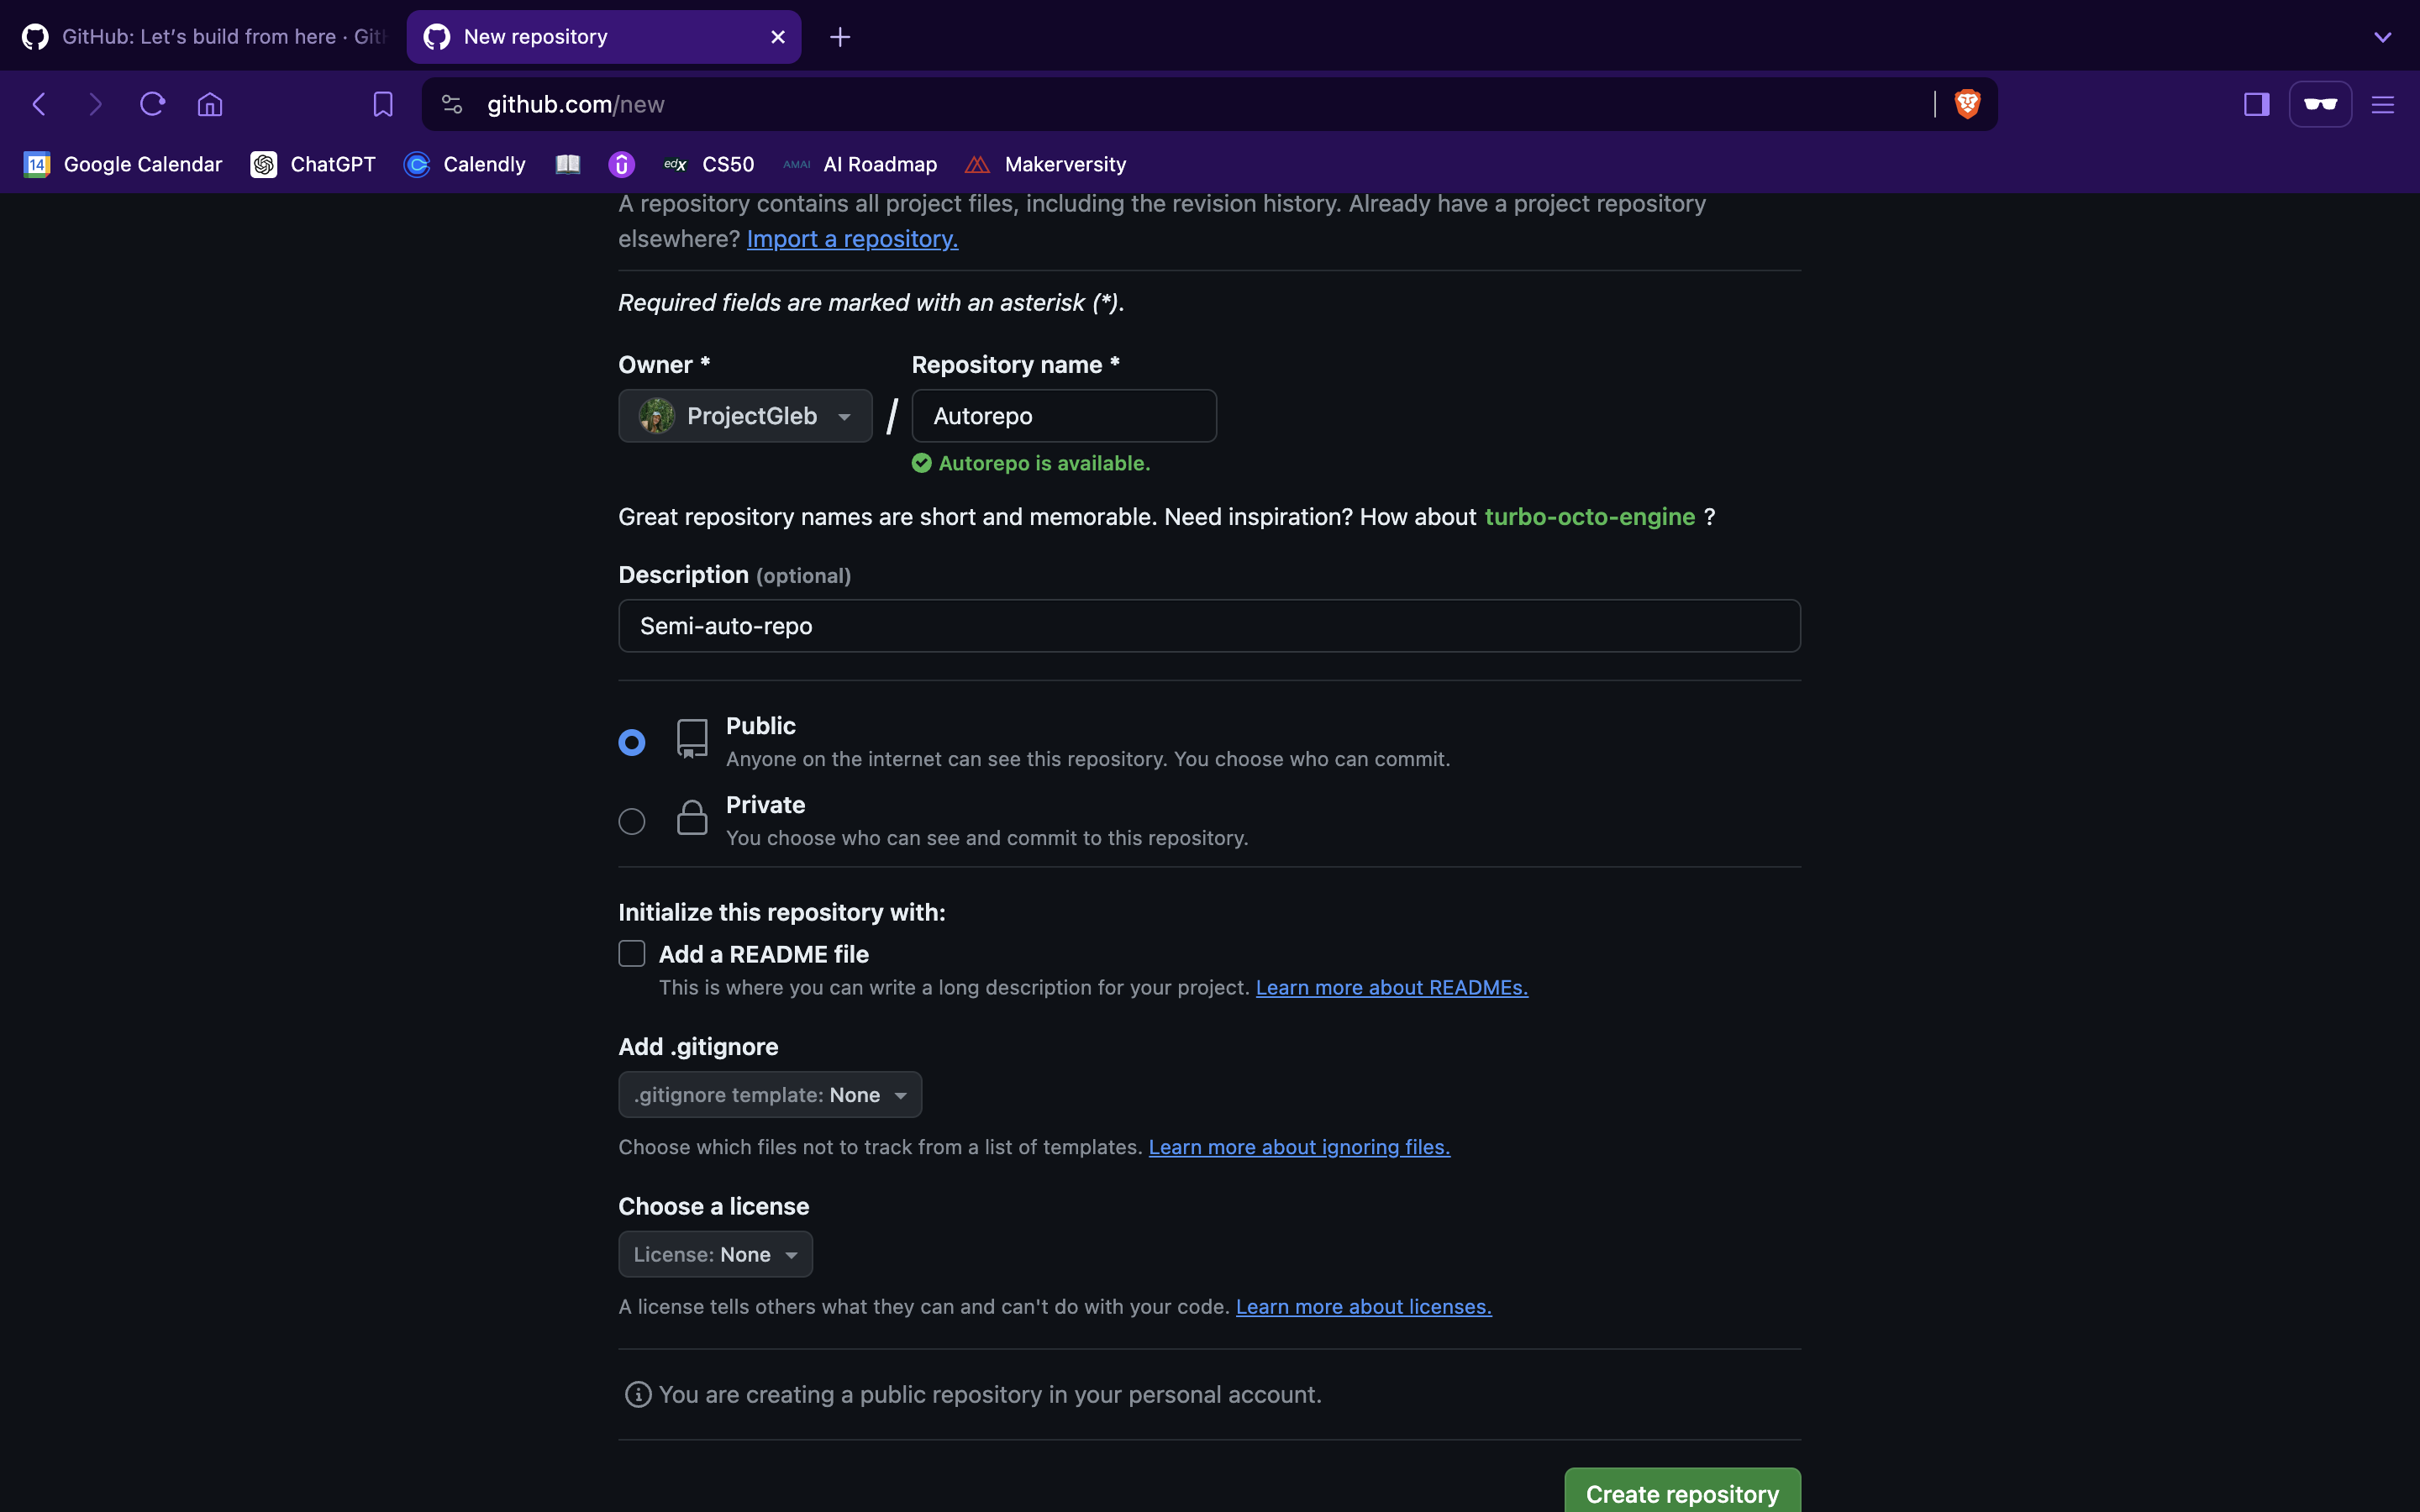 GitHub: Let's build from here · Git
New repository
github.com/new
14 Google Calendar ChatGPT Calendly edX CS50 AMAI AI Roadmap Makerversity
A repository contains all project files, including the revision history. Already have a project repository
elsewhere? Import a repository.
Required fields are marked with an asterisk (*).
Owner * Repository name *
ProjectGleb / Autorepo
Autorepo is available.
Great repository names are short and memorable. Need inspiration? How about turbo-octo-engine ?
Description (optional)
Semi-auto-repo
Public
Anyone on the internet can see this repository. You choose who can commit.
Private
You choose who can see and commit to this repository.
Initialize this repository with:
Add a README file
This is where you can write a long description for your project. Learn more about READMEs.
Add .gitignore
.gitignore template: None
Choose which files not to track from a list of templates. Learn more about ignoring files.
Choose a license
License: None
A license tells others what they can and can't do with your code. Learn more about licenses.
You are creating a public repository in your personal account.
Create repository